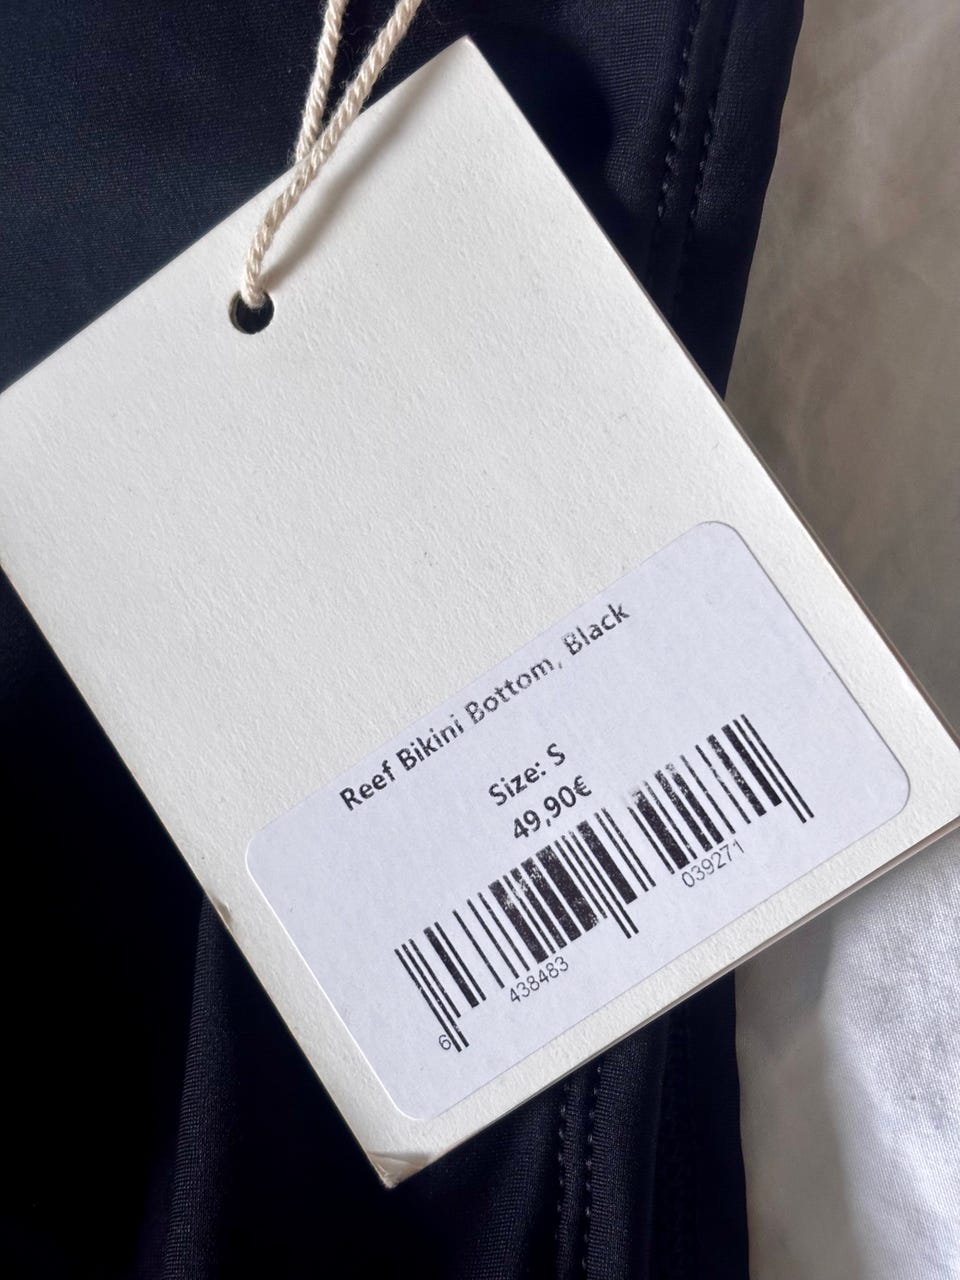 Reef Bikini Bottom, Black
Size: S
49,90€
6 438483 039271